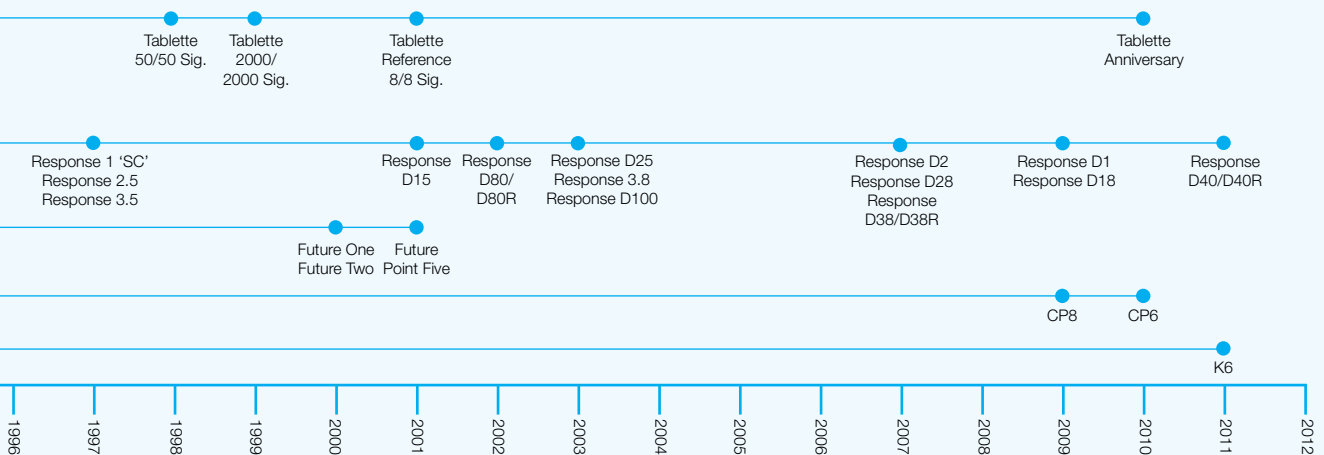 Tablette
50/50 Sig.
Tablette
2000/
2000 Sig.
Tablette
Reference
8/8 Sig.
Tablette
Anniversary
Response 1 ‘SC’
Response 2.5
Response 3.5
Response
D15
Response
D80/
D80R
Response D25
Response 3.8
Response D100
Response D2
Response D28
Response
D38/D38R
Response D1
Response D18
Response
D40/D40R
Future One
Future Two
Future
Point Five
CP8
CP6
K6
1996
1997
1998
1999
2000
2001
2002
2003
2004
2005
2006
2007
2008
2009
2010
2011
2012